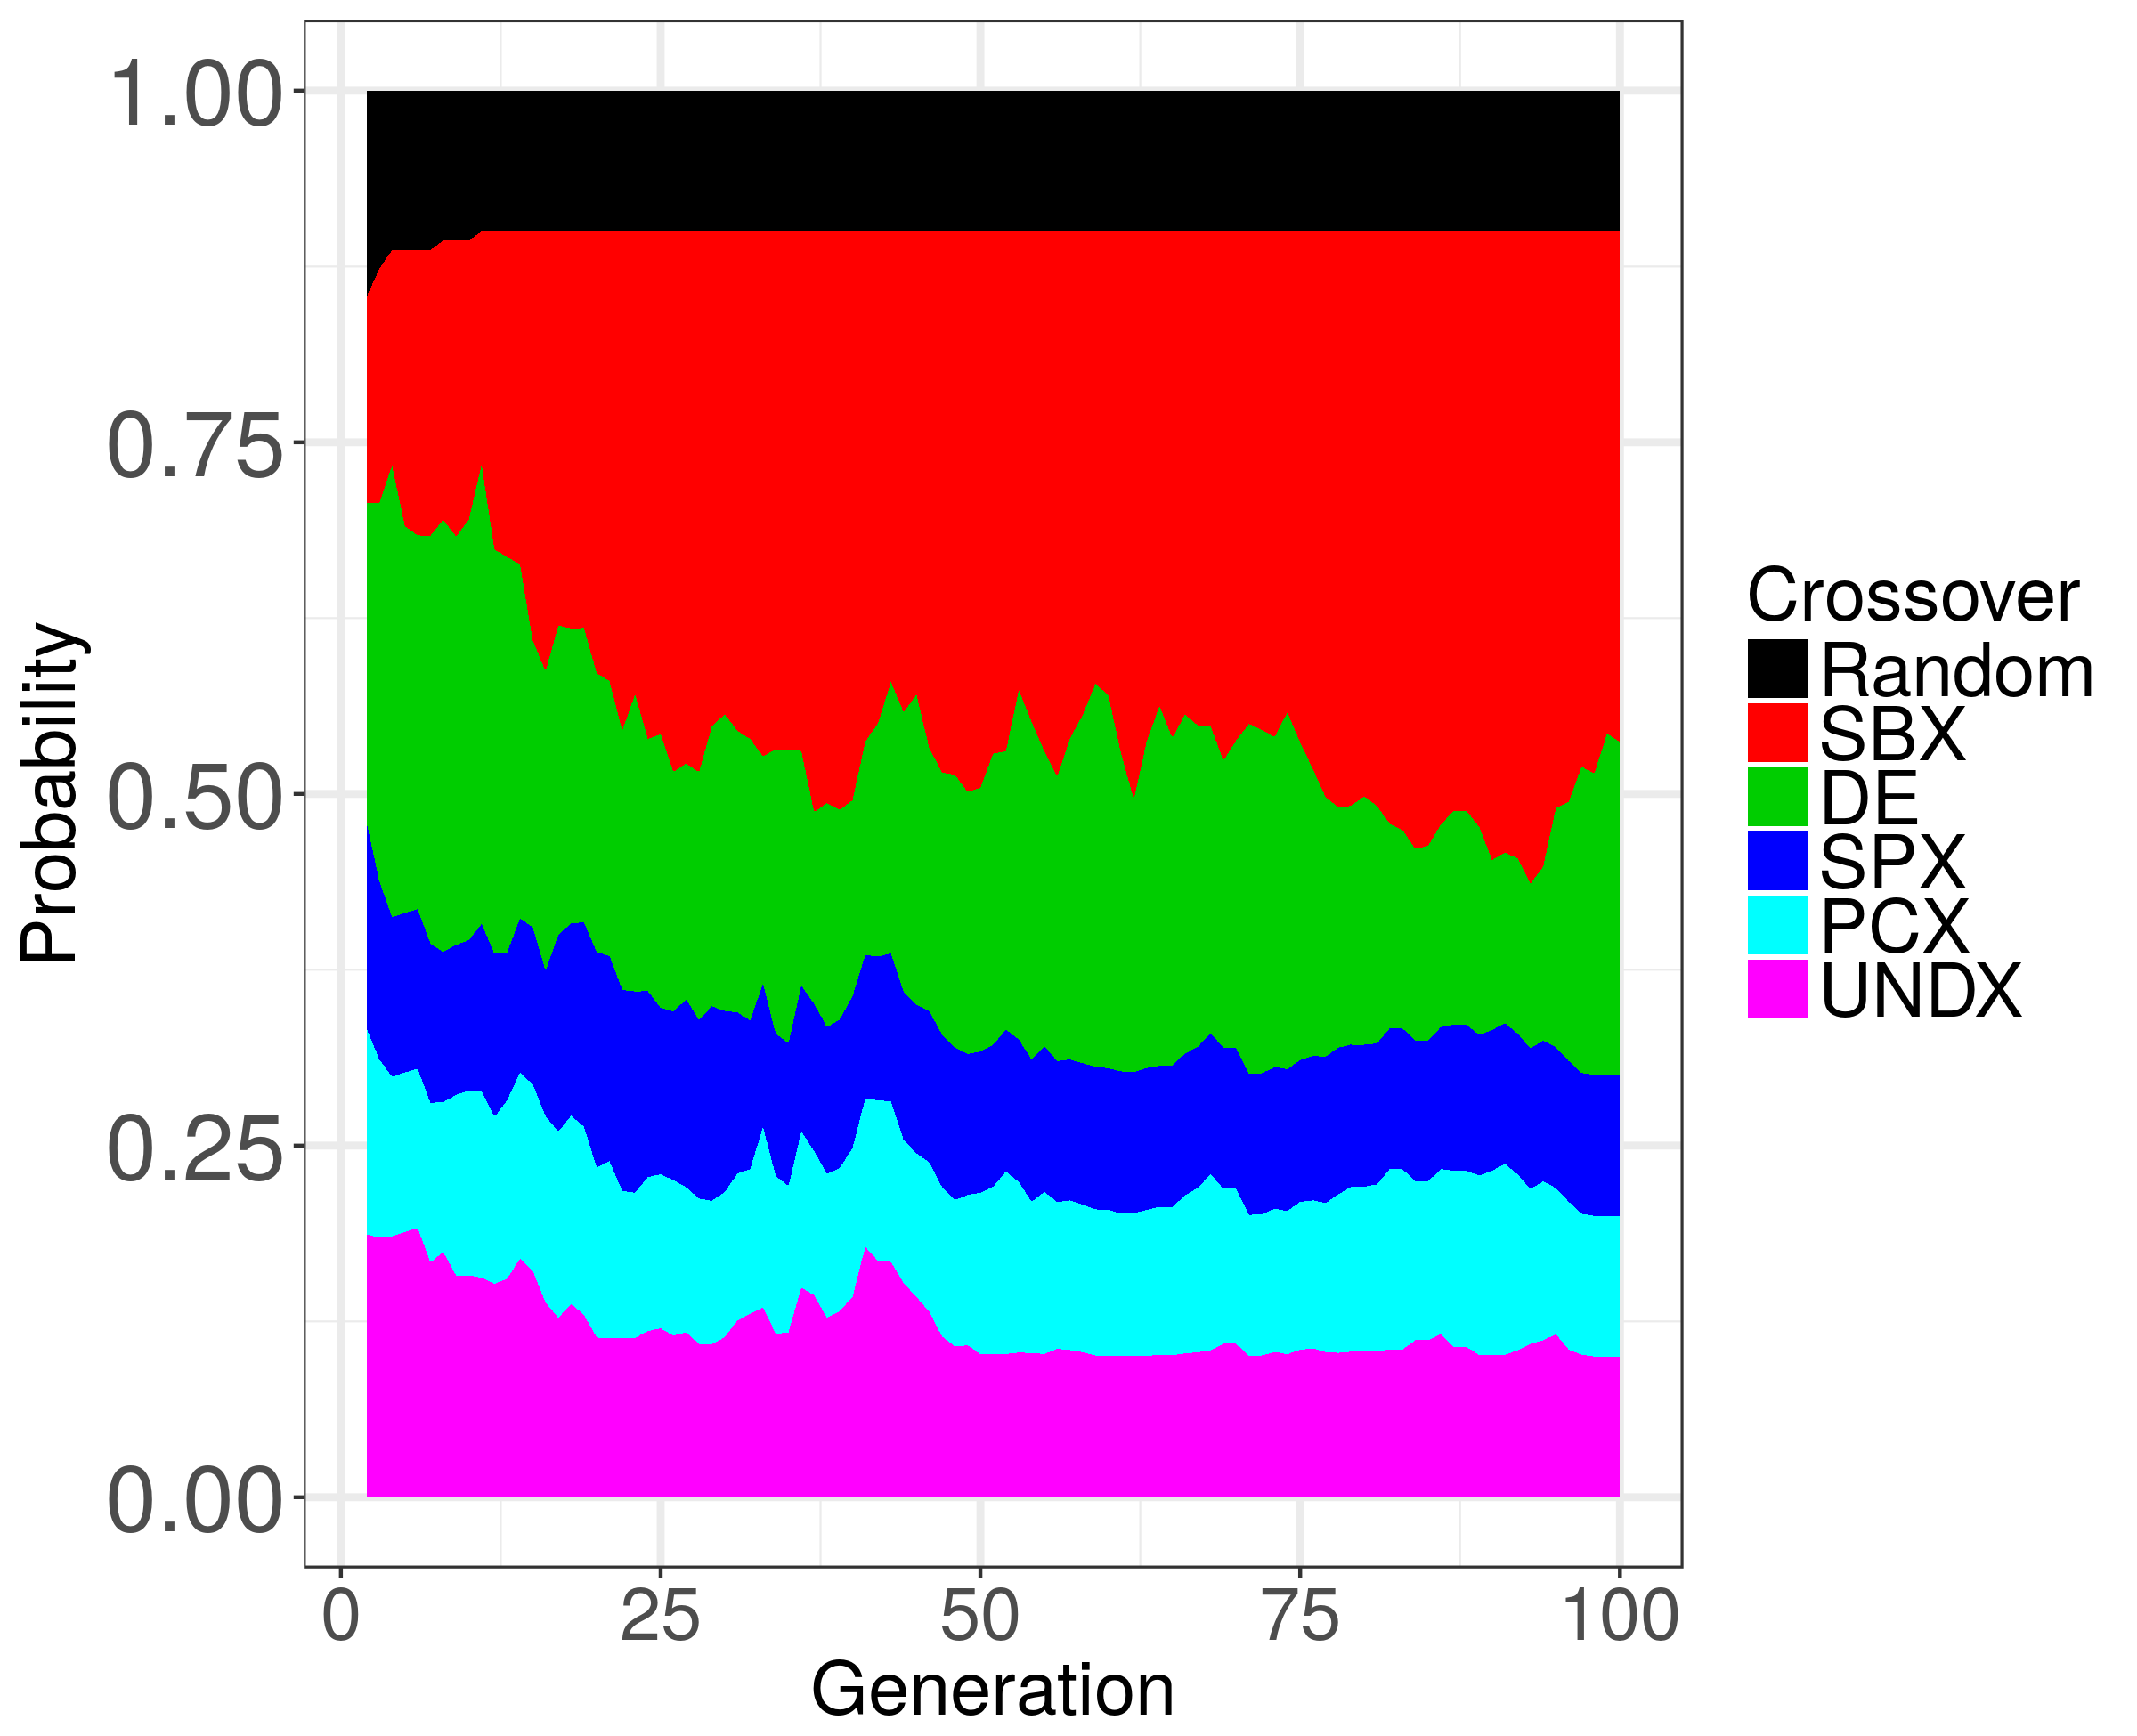 1.00
0.75
0.50
0.25
0.00
Probability
0
25
50
75
100
Generation
Crossover
Random
SBX
DE
SPX
PCX
UNDX